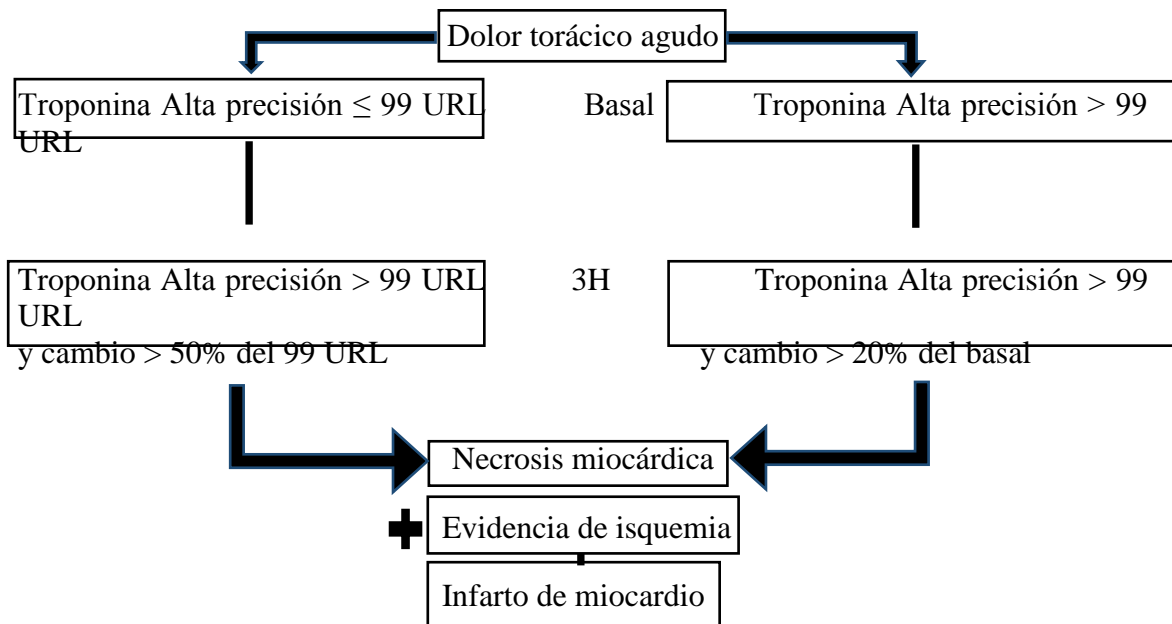 Dolor torácico agudo
Troponina Alta precisión ≤ 99 URL Basal Troponina Alta precisión > 99
URL
Troponina Alta precisión > 99 URL 3H Troponina Alta precisión > 99
URL
y cambio > 50% del 99 URL y cambio > 20% del basal
Necrosis miocárdica
Evidencia de isquemia
Infarto de miocardio